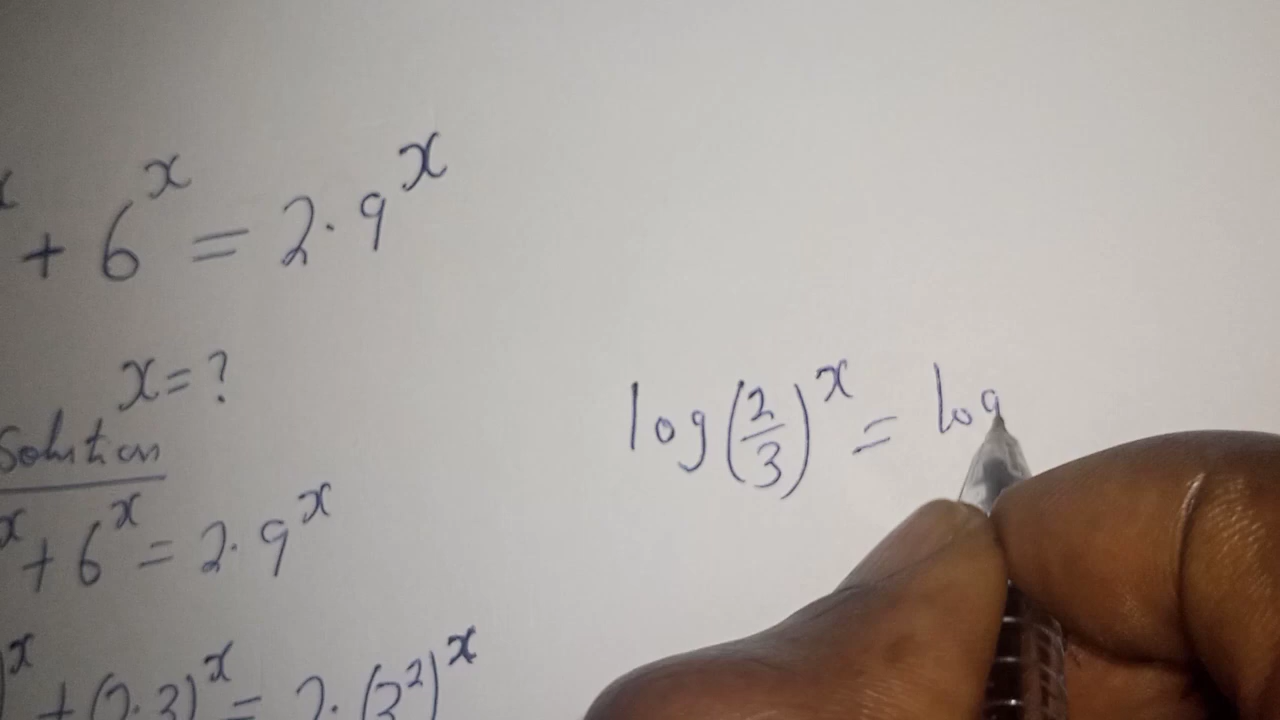 x + 6^x = 2·9^x
x = ?
Solution
x + 6^x = 2·9^x
)^x + (2·3)^x = 2·(3^2)^x
log(2/3)^x = log